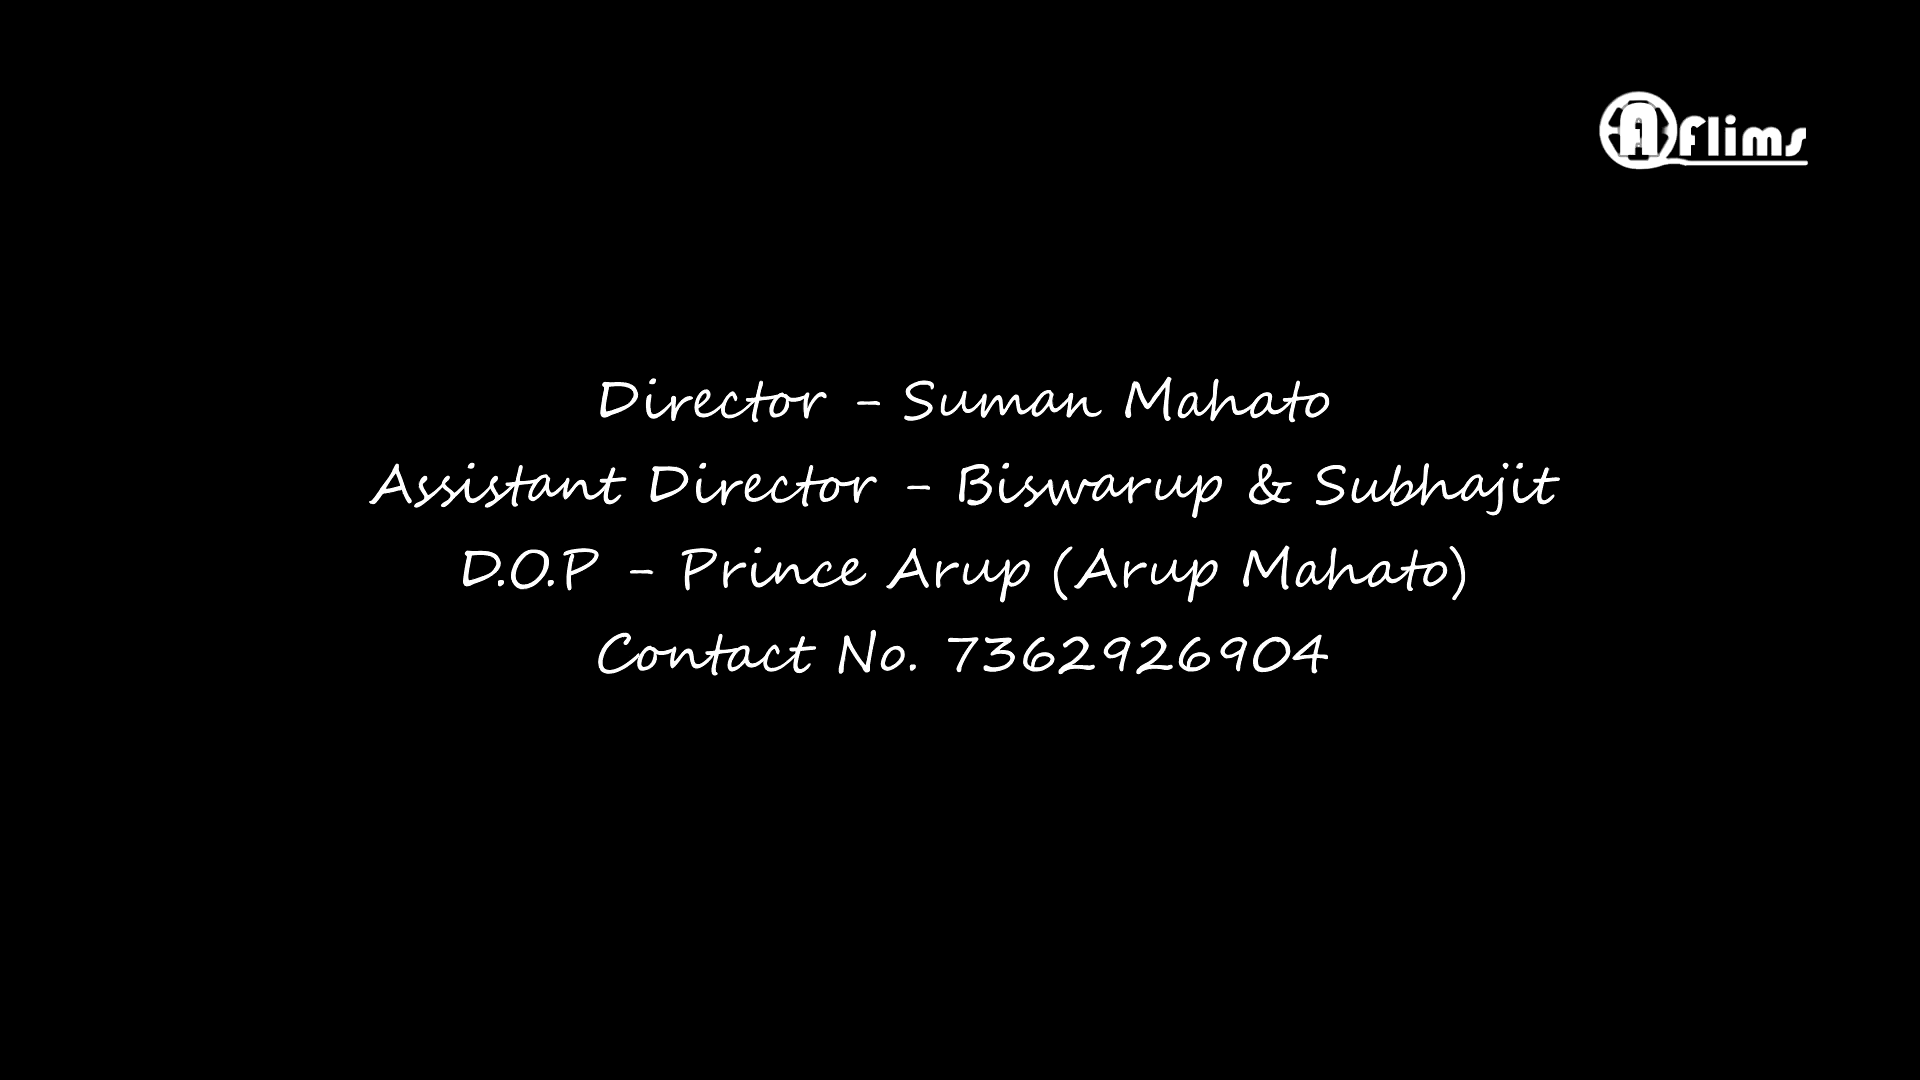 A flims
Director - Suman Mahato
Assistant Director - Biswarup & Subhajit
D.O.P - Prince Arup (Arup Mahato)
Contact No. 7362926904